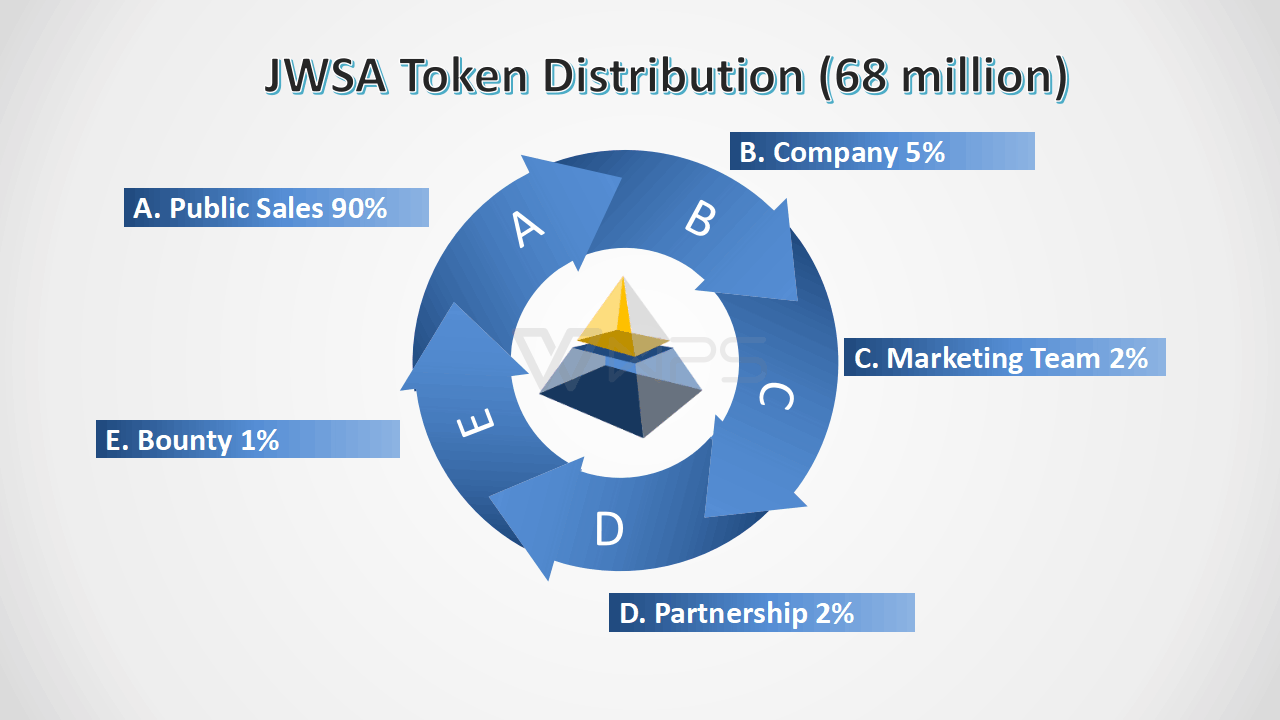 JWSA Token Distribution (68 million)
B. Company 5%
A. Public Sales 90%
A
B
C. Marketing Team 2%
C
E. Bounty 1%
E
D
D. Partnership 2%